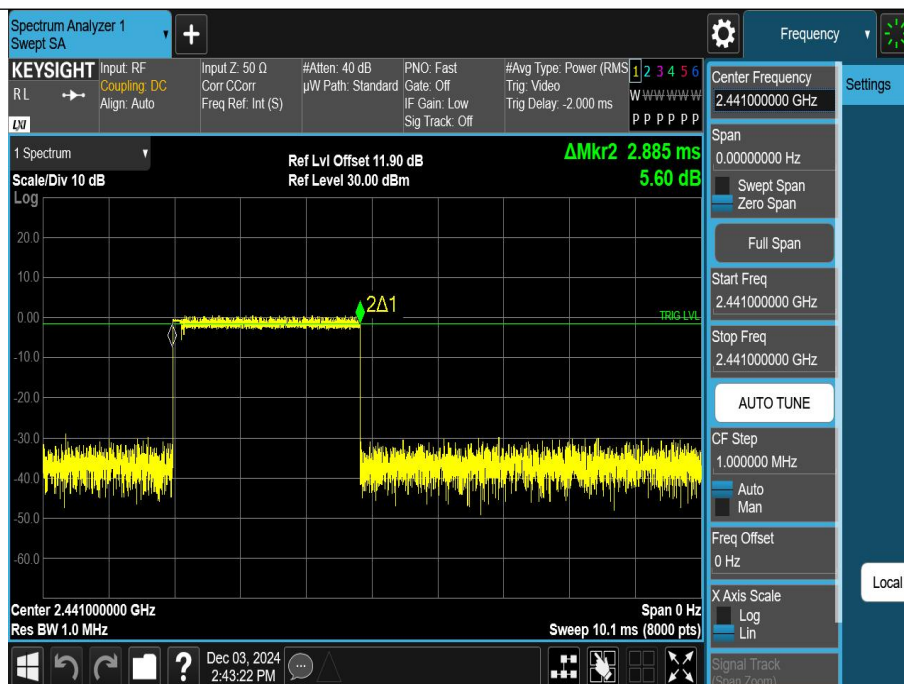 Spectrum Analyzer 1
Swept SA
Frequency
KEYSIGHT
RL
LXI
Input: RF
Coupling: DC
Align: Auto
Input Z: 50 Ω
Corr CCorr
Freq Ref: Int (S)
#Atten: 40 dB
µW Path: Standard
PNO: Fast
Gate: Off
IF Gain: Low
Sig Track: Off
#Avg Type: Power (RMS
Trig: Video
Trig Delay: -2.000 ms
1 2 3 4 5 6
W W W W W W
P P P P P P
1 Spectrum
Scale/Div 10 dB
Log
Ref Lvl Offset 11.90 dB
Ref Level 30.00 dBm
ΔMkr2 2.885 ms
5.60 dB
20.0
10.0
0.00
-10.0
-20.0
-30.0
-40.0
-50.0
-60.0
2Δ1
TRIG LVL
Center 2.441000000 GHz
Res BW 1.0 MHz
Span 0 Hz
Sweep 10.1 ms (8000 pts)
Dec 03, 2024
2:43:22 PM
Center Frequency
2.441000000 GHz
Span
0.00000000 Hz
Swept Span
Zero Span
Full Span
Start Freq
2.441000000 GHz
Stop Freq
2.441000000 GHz
AUTO TUNE
CF Step
1.000000 MHz
Auto
Man
Freq Offset
0 Hz
X Axis Scale
Log
Lin
Signal Track
(Span Zoom)
Settings
Local